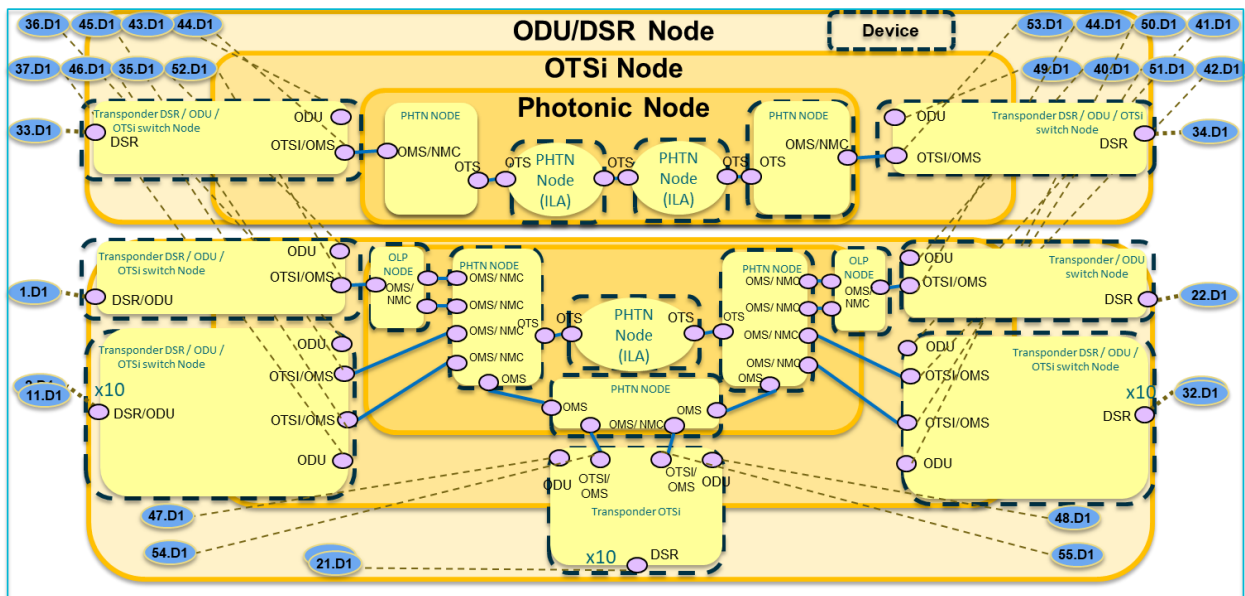 36.D1 45.D1 43.D1 44.D1
ODU/DSR Node
Device
53.D1 44.D1 50.D1 41.D1
37.D1 46.D1 35.D1 52.D1
OTSi Node
49.D1 40.D1 51.D1 42.D1
Photonic Node
33.D1
Transponder DSR / ODU /
OTSi switch Node
DSR
ODU
OTSI/OMS
PHTN NODE
OMS/NMC
OTS
OTS
PHTN
Node
(ILA)
OTS
OTS
PHTN
Node
(ILA)
OTS
OTS
PHTN NODE
OMS/NMC
ODU
OTSI/OMS
Transponder DSR / ODU / OTSi
switch Node
DSR
34.D1
1.D1
Transponder DSR / ODU /
OTSi switch Node
DSR/ODU
ODU
OTSI/OMS
OLP
NODE
OMS/
NMC
PHTN NODE
OMS/ NMC
OMS/ NMC
OMS/ NMC
OMS/ NMC
OTS
OMS
OTS
PHTN
Node
(ILA)
OTS
OTS
PHTN NODE
OMS/ NMC
OMS/ NMC
OMS/ NMC
OMS/ NMC
OMS
OLP
NODE
OMS/
NMC
ODU
OTSI/OMS
Transponder / ODU
switch Node
DSR
22.D1
11.D1
Transponder DSR / ODU /
OTSi switch Node
x10
DSR/ODU
ODU
OTSI/OMS
OTSI/OMS
ODU
PHTN NODE
OMS
OMS
OMS/ NMC
ODU
OTSI/OMS
OTSI/OMS
ODU
Transponder DSR / ODU /
OTSi switch Node
x10
DSR
32.D1
ODU
OTSI/
OMS
OTSI/
OMS
ODU
Transponder OTSi
x10
DSR
47.D1
48.D1
54.D1
55.D1
21.D1